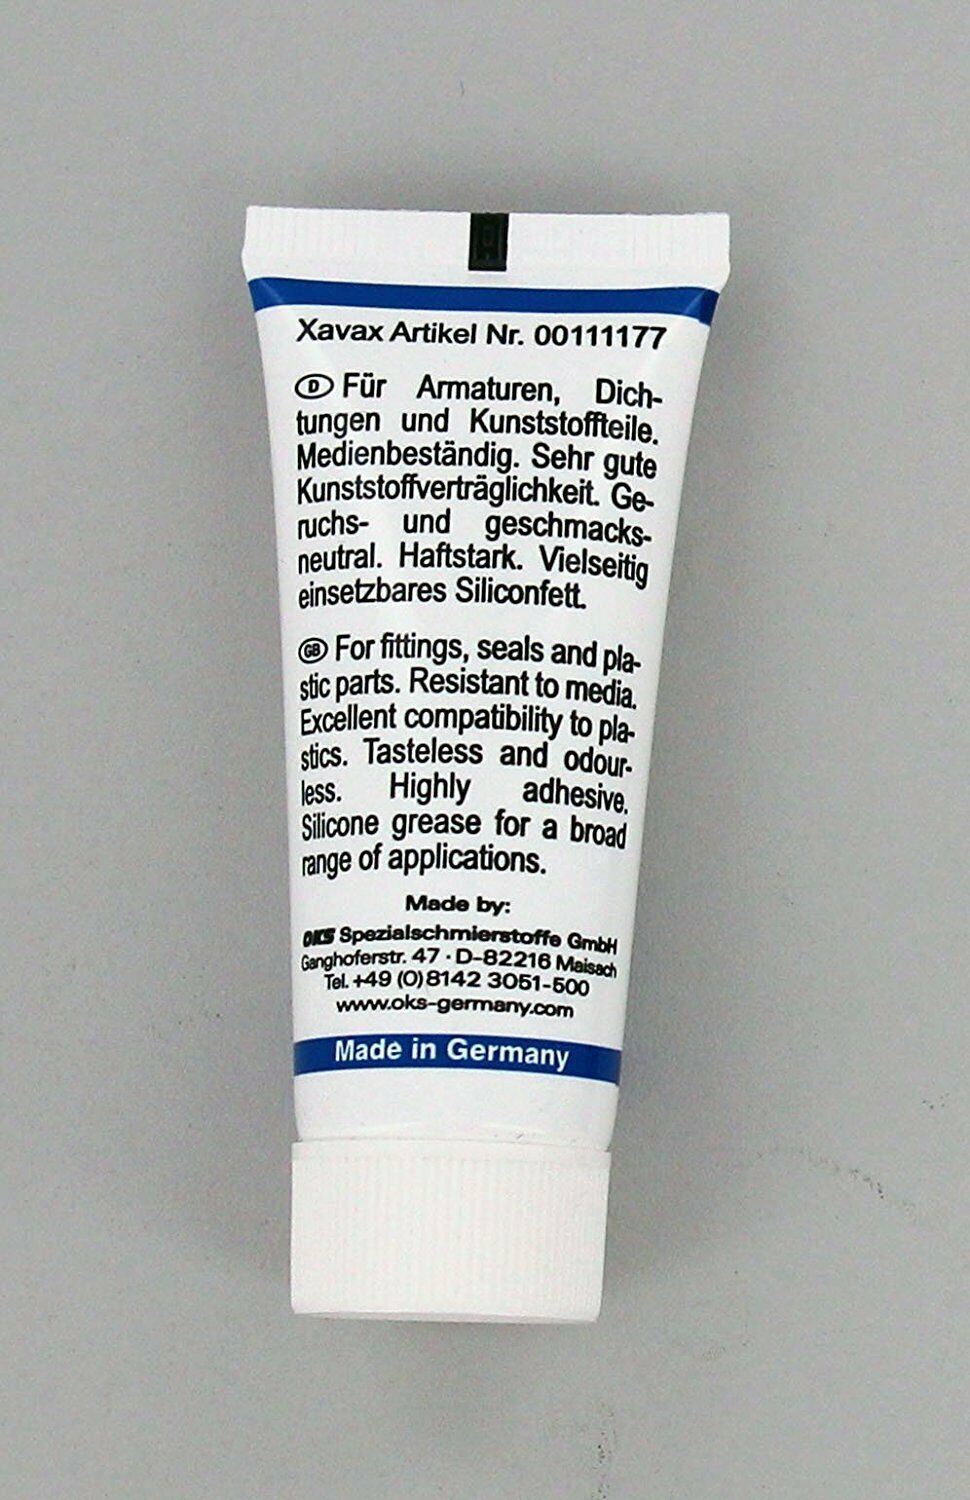 Xavax Artikel Nr. 00111177
D Für Armaturen, Dich-
tungen und Kunststoffteile.
Medienbeständig. Sehr gute
Kunststoffverträglichkeit. Ge-
ruchs- und geschmacks-
neutral. Haftstark. Vielseitig
einsetzbares Siliconfett.
GB For fittings, seals and pla-
stic parts. Resistant to media.
Excellent compatibility to pla-
stics. Tasteless and odour-
less. Highly adhesive.
Silicone grease for a broad
range of applications.
Made by:
OKS Spezialschmierstoffe GmbH
Ganghoferstr. 47 · D-82216 Maisach
Tel. +49 (0) 8142 3051-500
www.oks-germany.com
Made in Germany